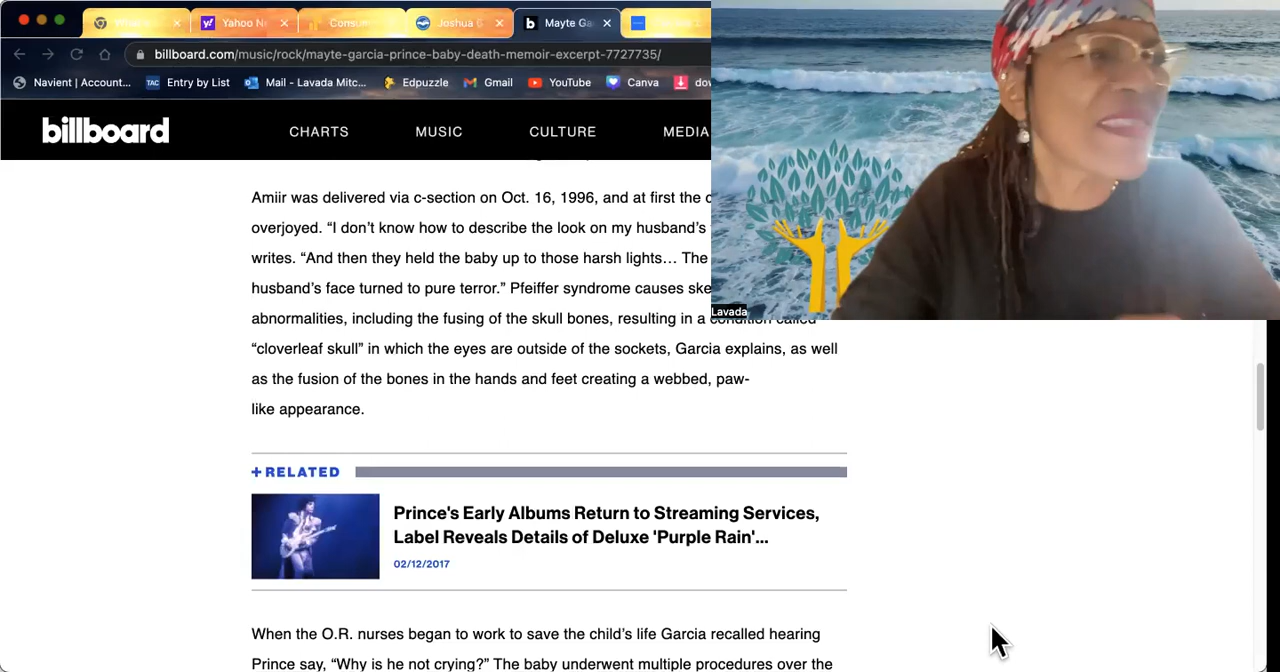 Yahoo N
Consum
Joshua
Mayte Ga
billboard.com/music/rock/mayte-garcia-prince-baby-death-memoir-excerpt-7727735/
Navient | Account... TAC Entry by List Mail - Lavada Mitc... Edpuzzle Gmail YouTube Canva dov
billboard CHARTS MUSIC CULTURE MEDIA
Amiir was delivered via c-section on Oct. 16, 1996, and at first the
overjoyed. “I don’t know how to describe the look on my husband’s
writes. “And then they held the baby up to those harsh lights… The
husband’s face turned to pure terror.” Pfeiffer syndrome causes ske
abnormalities, including the fusing of the skull bones, resulting in a condition called
“cloverleaf skull” in which the eyes are outside of the sockets, Garcia explains, as well
as the fusion of the bones in the hands and feet creating a webbed, paw-
like appearance.
+ RELATED
Prince's Early Albums Return to Streaming Services,
Label Reveals Details of Deluxe 'Purple Rain'...
02/12/2017
When the O.R. nurses began to work to save the child’s life Garcia recalled hearing
Prince say, “Why is he not crying?” The baby underwent multiple procedures over the
Lavada